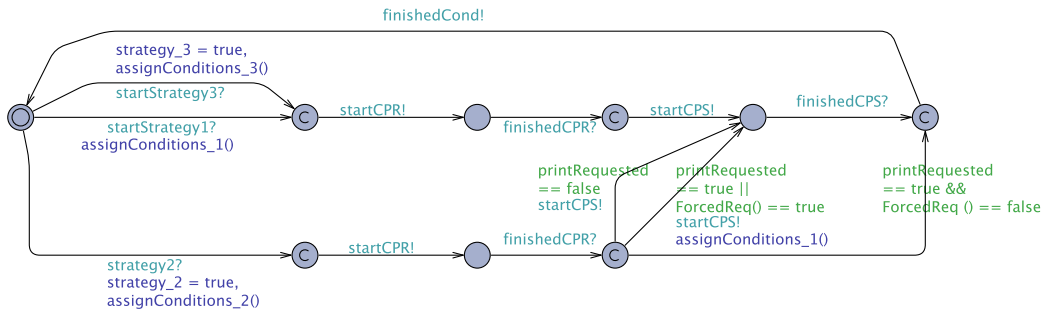 finishedCond!
strategy_3 = true,
assignConditions_3()
startStrategy3?
startStrategy1?
assignConditions_1()
C
startCPR!
finishedCPR?
C
startCPS!
finishedCPS?
C
printRequested
== false
startCPS!
printRequested
== true ||
ForcedReq() == true
startCPS!
assignConditions_1()
printRequested
== true &&
ForcedReq () == false
strategy2?
strategy_2 = true,
assignConditions_2()
C
startCPR!
finishedCPR?
C